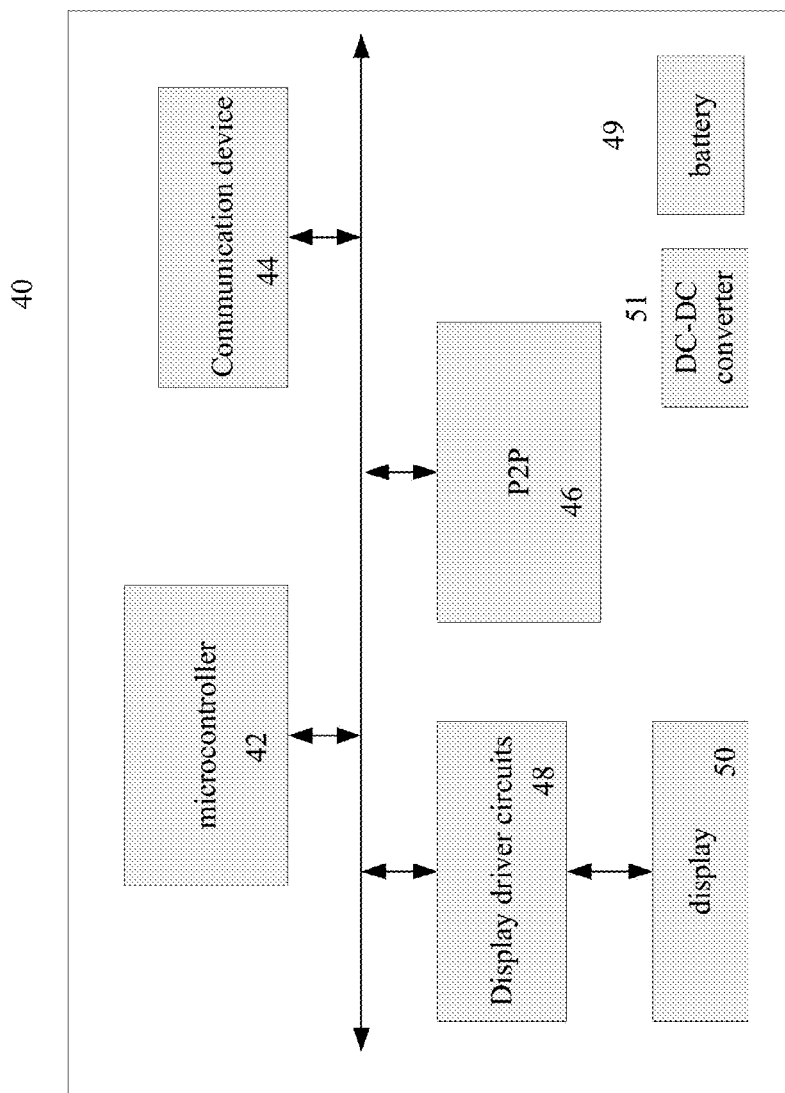 40
microcontroller
42
Communication device
44
Display driver circuits
48
P2P
46
display
50
51
DC-DC
converter
49
battery